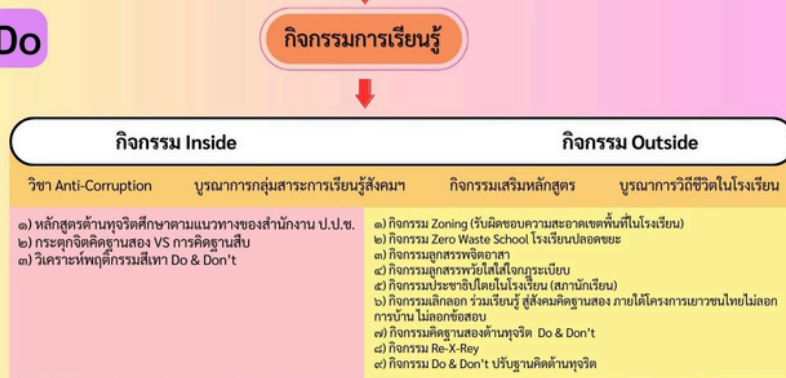 Do
กิจกรรมการเรียนรู้
กิจกรรม Inside
กิจกรรม Outside
วิชา Anti-Corruption
บูรณาการกลุ่มสาระการเรียนรู้สังคมฯ
กิจกรรมเสริมหลักสูตร
บูรณาการวิถีชีวิตในโรงเรียน
๑) หลักสูตรต้านทุจริตศึกษาตามแนวทางของสำนักงาน ป.ป.ช.
๒) กระตุกจิตคิดฐานสอง VS การคิดฐานสิบ
๓) วิเคราะห์พฤติกรรมสีเทา Do & Don't
๑) กิจกรรม Zoning (รับผิดชอบความสะอาดเขตพื้นที่ในโรงเรียน)
๒) กิจกรรม Zero Waste School โรงเรียนปลอดขยะ
๓) กิจกรรมลูกสรรพจิตอาสา
๔) กิจกรรมลูกสรรพวัยใสใส่ใจกฎระเบียบ
๕) กิจกรรมประชาธิปไตยในโรงเรียน (สภานักเรียน)
๖) กิจกรรมเลิกลอก ร่วมเรียนรู้ สู่สังคมคิดฐานสอง ภายใต้โครงการเยาวชนไทยไม่ลอก
การบ้าน ไม่ลอกข้อสอบ
๗) กิจกรรมคิดฐานสองต้านทุจริต Do & Don't
๘) กิจกรรม Re-X-Rey
๙) กิจกรรม Do & Don't ปรับฐานคิดต้านทุจริต